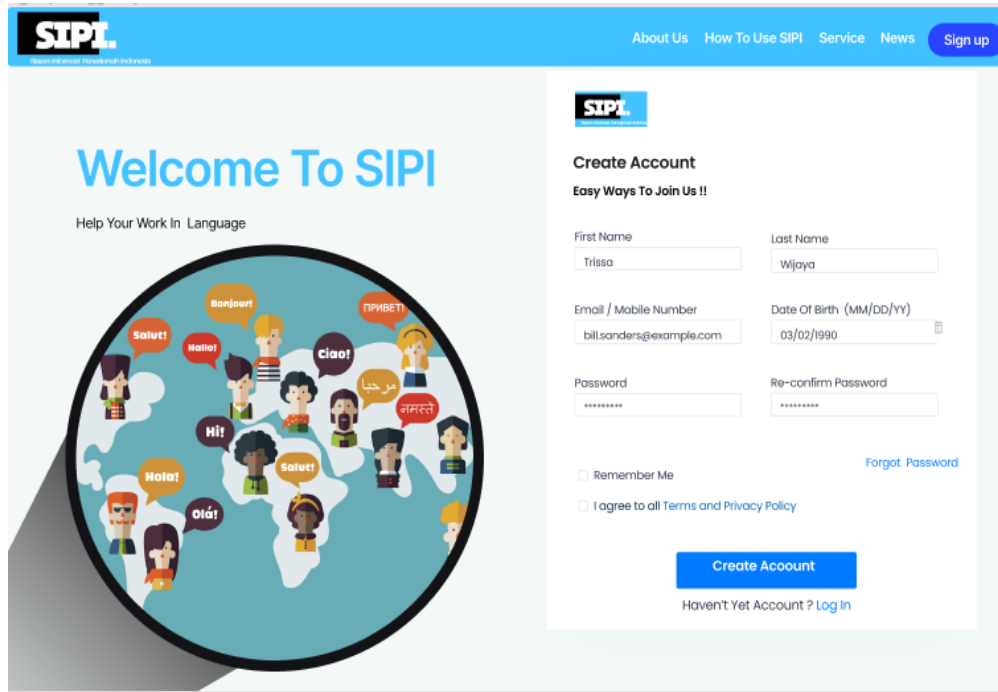 SIPI.
Sistem Informasi Penerjemah Indonesia
About Us How To Use SIPI Service News Sign up
Welcome To SIPI
Help Your Work In Language
Bonjour!
ПРИВЕТ!
Salut!
Hallo!
Ciao!
مرحبا
नमस्ते
Hi!
Salut!
Hola!
Olá!
SIPI.
Create Account
Easy Ways To Join Us !!
First Name Last Name
Trissa Wijaya
Email / Mobile Number Date Of Birth (MM/DD/YY)
bill.sanders@example.com 03/02/1990
Password Re-confirm Password
********* *********
Forgot Password
Remember Me
I agree to all Terms and Privacy Policy
Create Acoount
Haven't Yet Account ? Log In